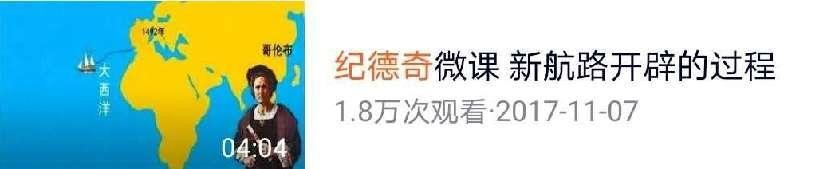 1492年
哥伦布
大西洋
04:04
纪德奇微课 新航路开辟的过程
1.8万次观看·2017-11-07